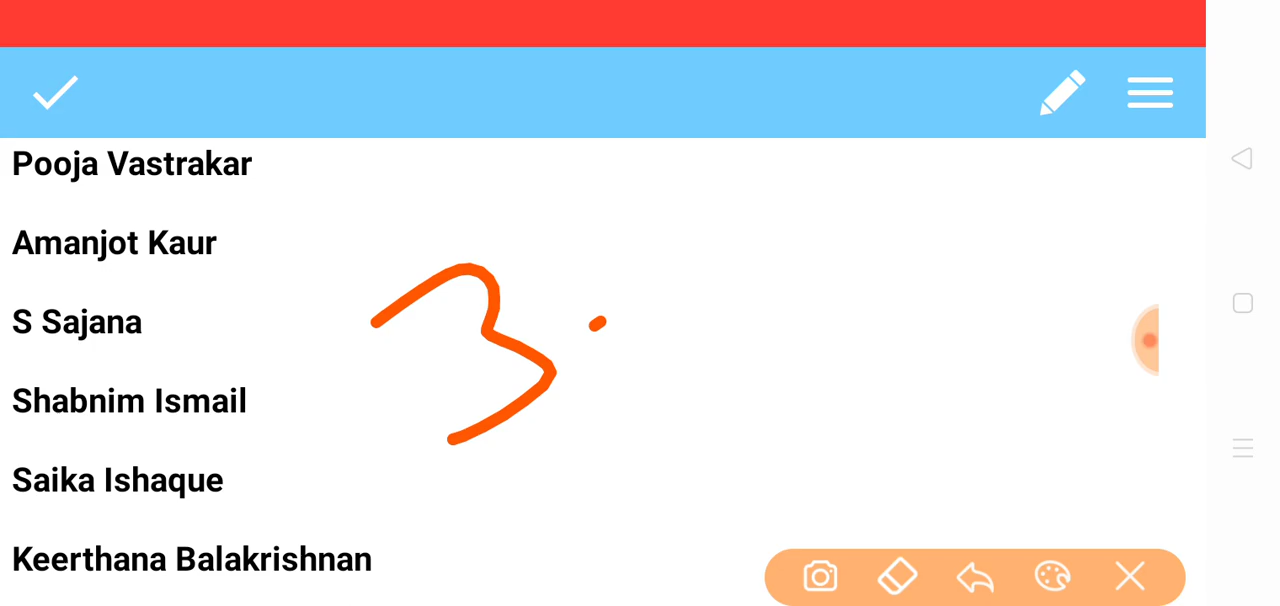 Pooja Vastrakar
Amanjot Kaur
S Sajana
3.
Shabnim Ismail
Saika Ishaque
Keerthana Balakrishnan